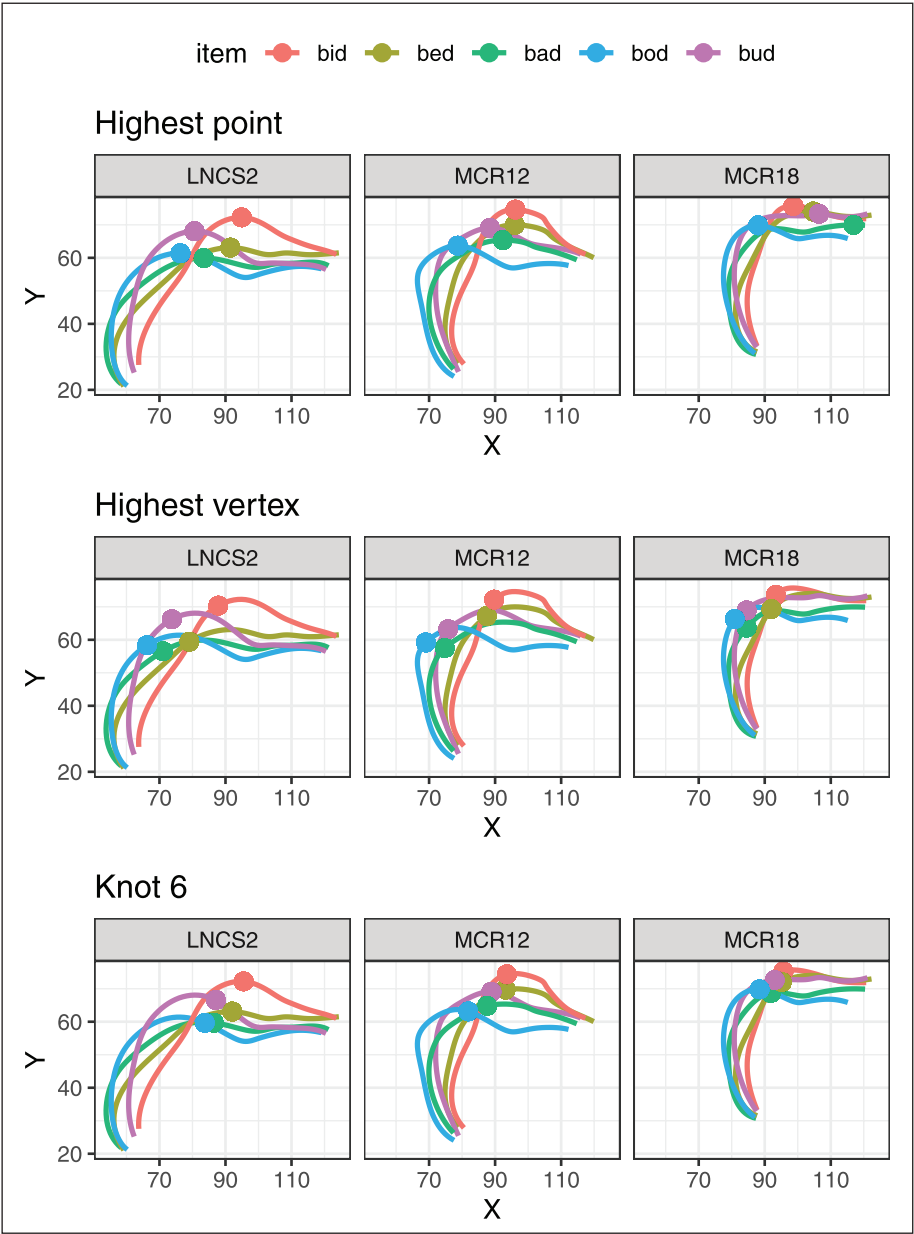 item bid bed bad bod bud
Highest point
LNCS2 MCR12 MCR18
60
40
20
Y
70 90 110 70 90 110 70 90 110
X
Highest vertex
LNCS2 MCR12 MCR18
60
40
20
Y
70 90 110 70 90 110 70 90 110
X
Knot 6
LNCS2 MCR12 MCR18
60
40
20
Y
70 90 110 70 90 110 70 90 110
X